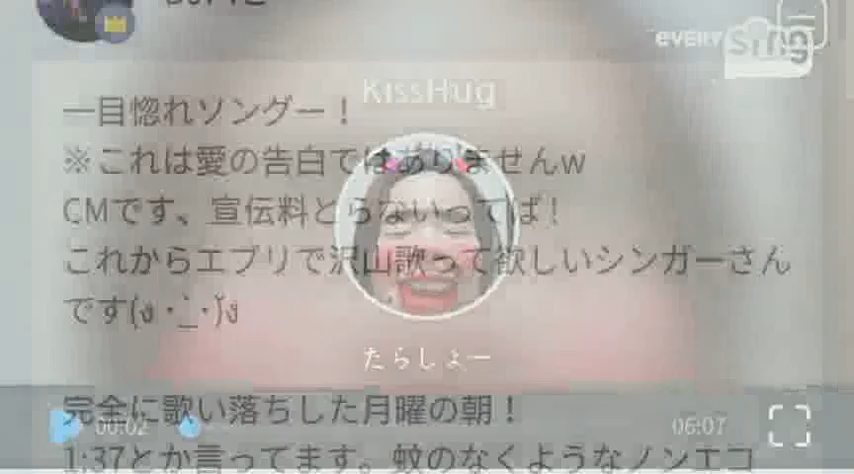 EVERY Sing
KissHug
一目惚れソングー！
※これは愛の告白ではありませんw
CMです、宣伝料とらないってば！
これからエブリで沢山歌って欲しいシンガーさん
です
たらしょー
完全に歌い落ちした月曜の朝！
00:02
06:07
1:37とか言ってます。蚊のなくようなノンエコ